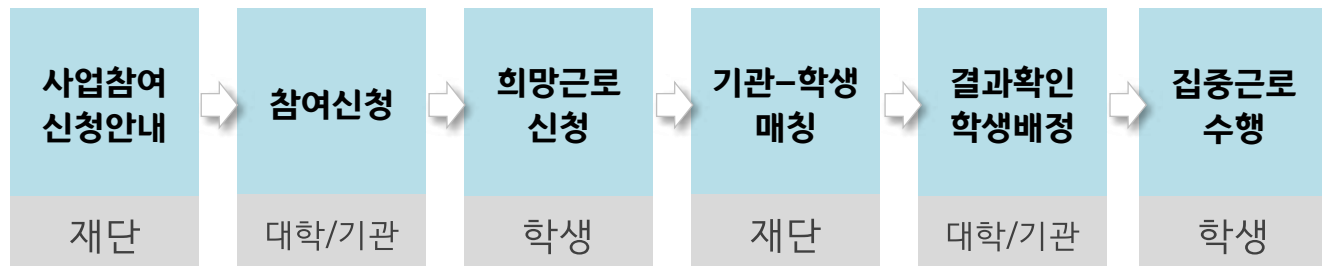 사업참여
신청안내
재단
참여신청
대학/기관
희망근로
신청
학생
기관-학생
매칭
재단
결과확인
학생배정
대학/기관
집중근로
수행
학생